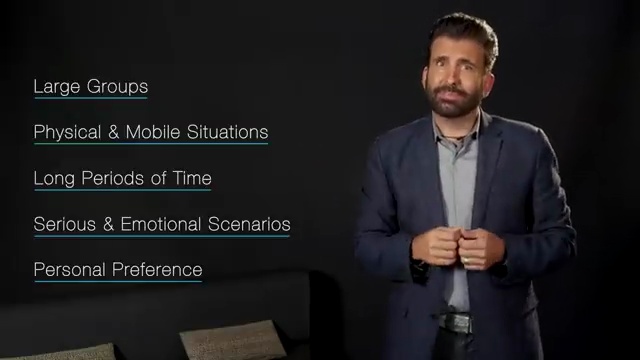 Large Groups
Physical & Mobile Situations
Long Periods of Time
Serious & Emotional Scenarios
Personal Preference